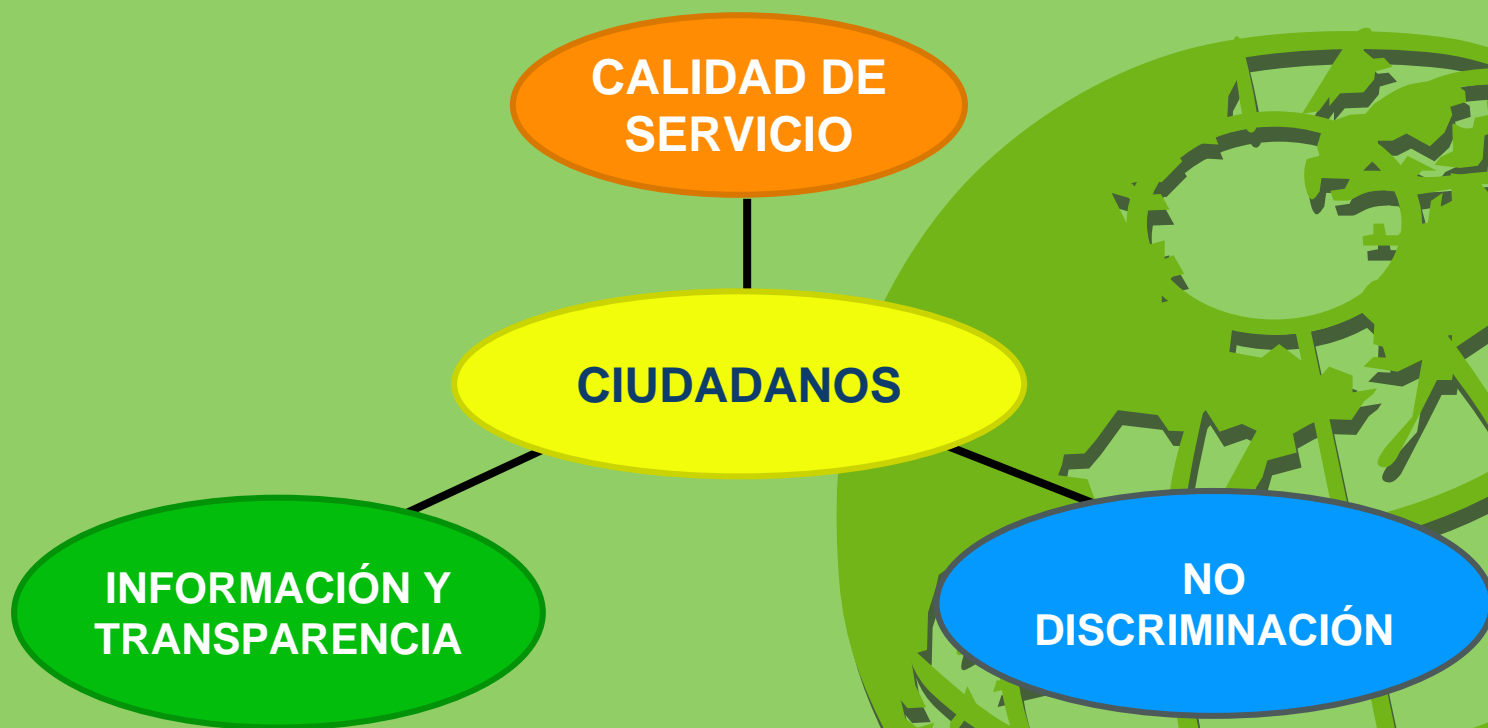 CALIDAD DE
SERVICIO
CIUDADANOS
INFORMACIÓN Y
TRANSPARENCIA
NO
DISCRIMINACIÓN